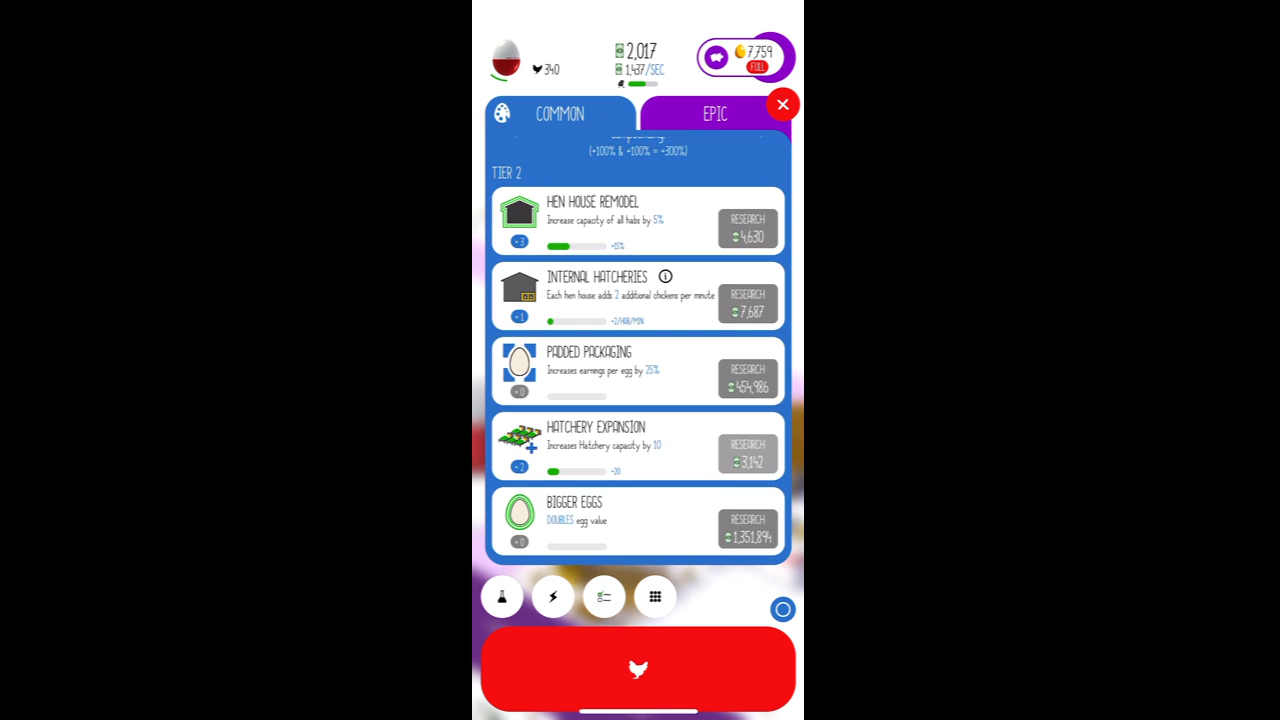 2,017
340
1,437/SEC
7,759
FULL
COMMON
EPIC
compounding.
(+100% & +100% = +300%)
TIER 2
HEN HOUSE REMODEL
Increase capacity of all habs by 5%
RESEARCH
4,630
+3
+15%
INTERNAL HATCHERIES
Each hen house adds 2 additional chickens per minute
RESEARCH
7,687
+1
+2/HAB/MIN
PADDED PACKAGING
Increases earnings per egg by 25%
RESEARCH
454,986
+0
HATCHERY EXPANSION
Increases Hatchery capacity by 10
RESEARCH
3,142
+2
+20
BIGGER EGGS
DOUBLES egg value
RESEARCH
1,351,894
+0